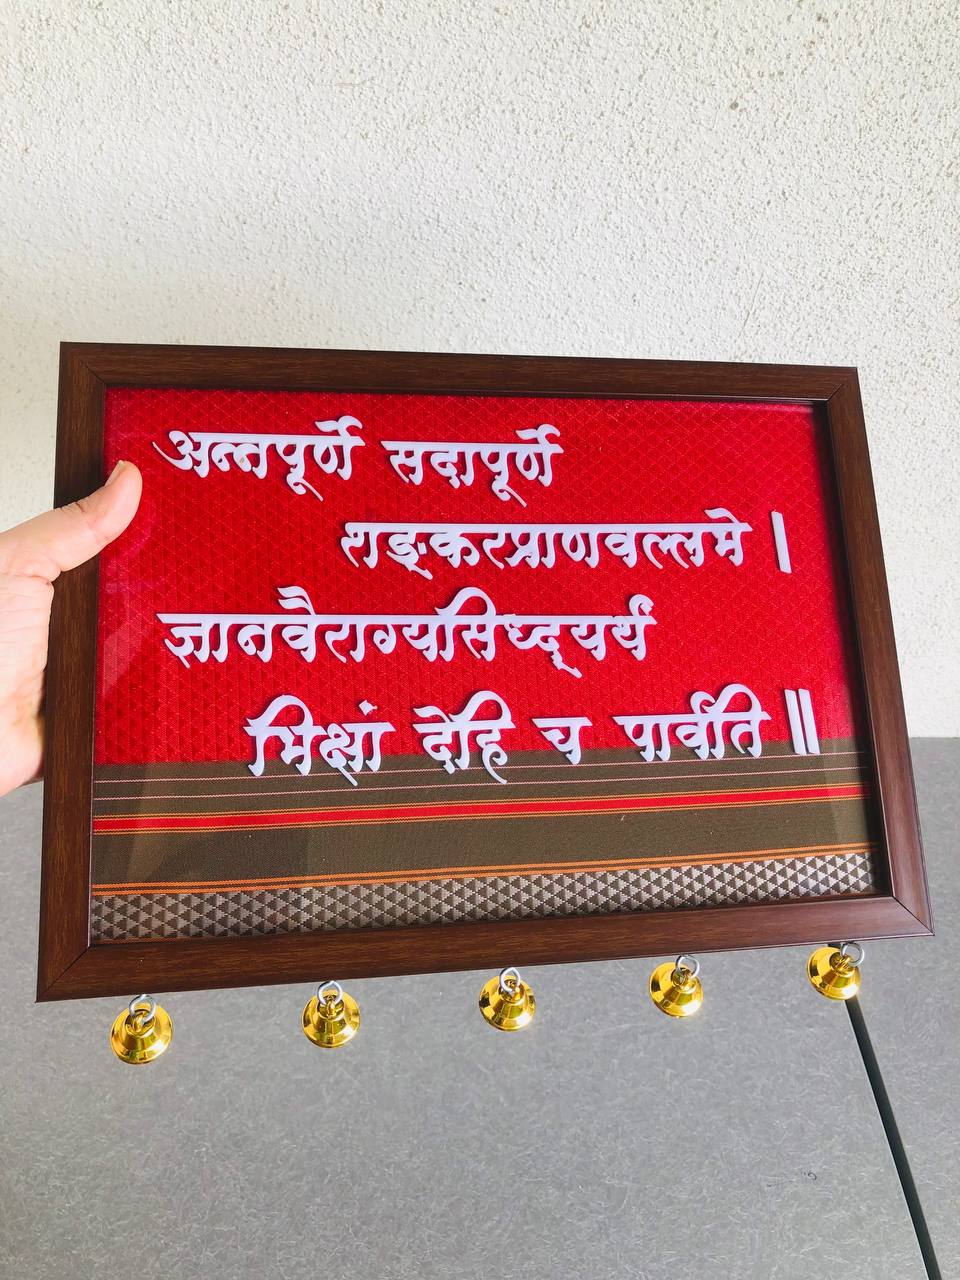 अन्नपूर्णे सदापूर्णे
शङ्करप्राणवल्लभे ।
ज्ञानवैराग्यसिध्द्यर्थं
भिक्षां देहि च पार्वति ॥